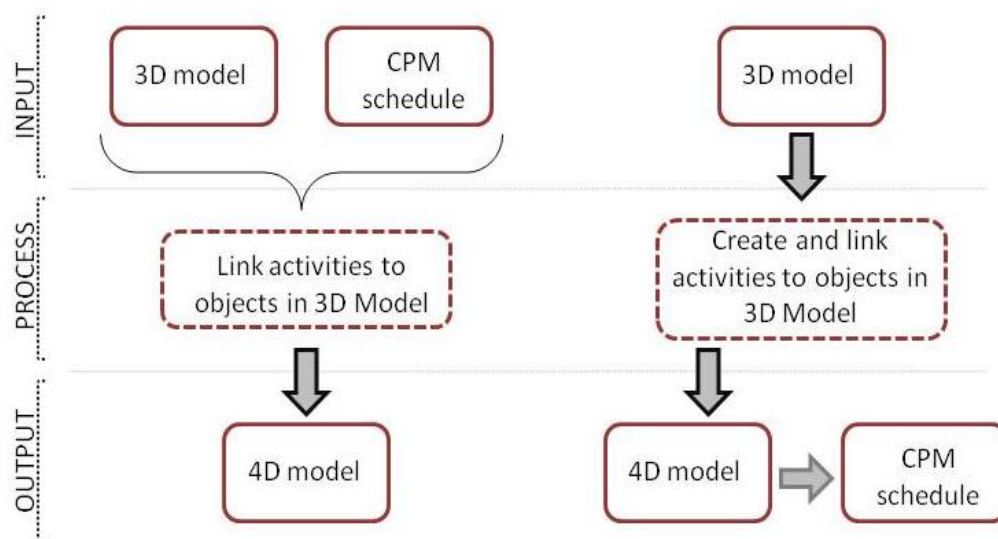 INPUT
3D model
CPM
schedule
3D model
PROCESS
Link activities to
objects in 3D Model
Create and link
activities to objects in
3D Model
OUTPUT
4D model
4D model
CPM
schedule